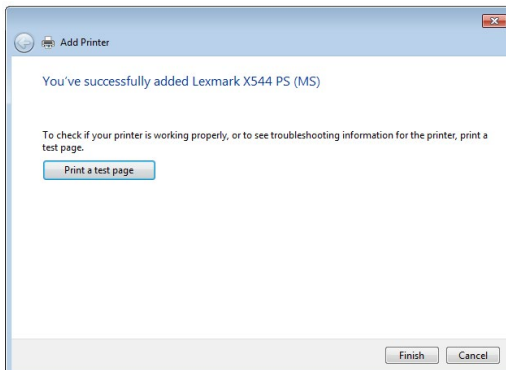 Add Printer
You've successfully added Lexmark X544 PS (MS)
To check if your printer is working properly, or to see troubleshooting information for the printer, print a
test page.
Print a test page
Finish
Cancel